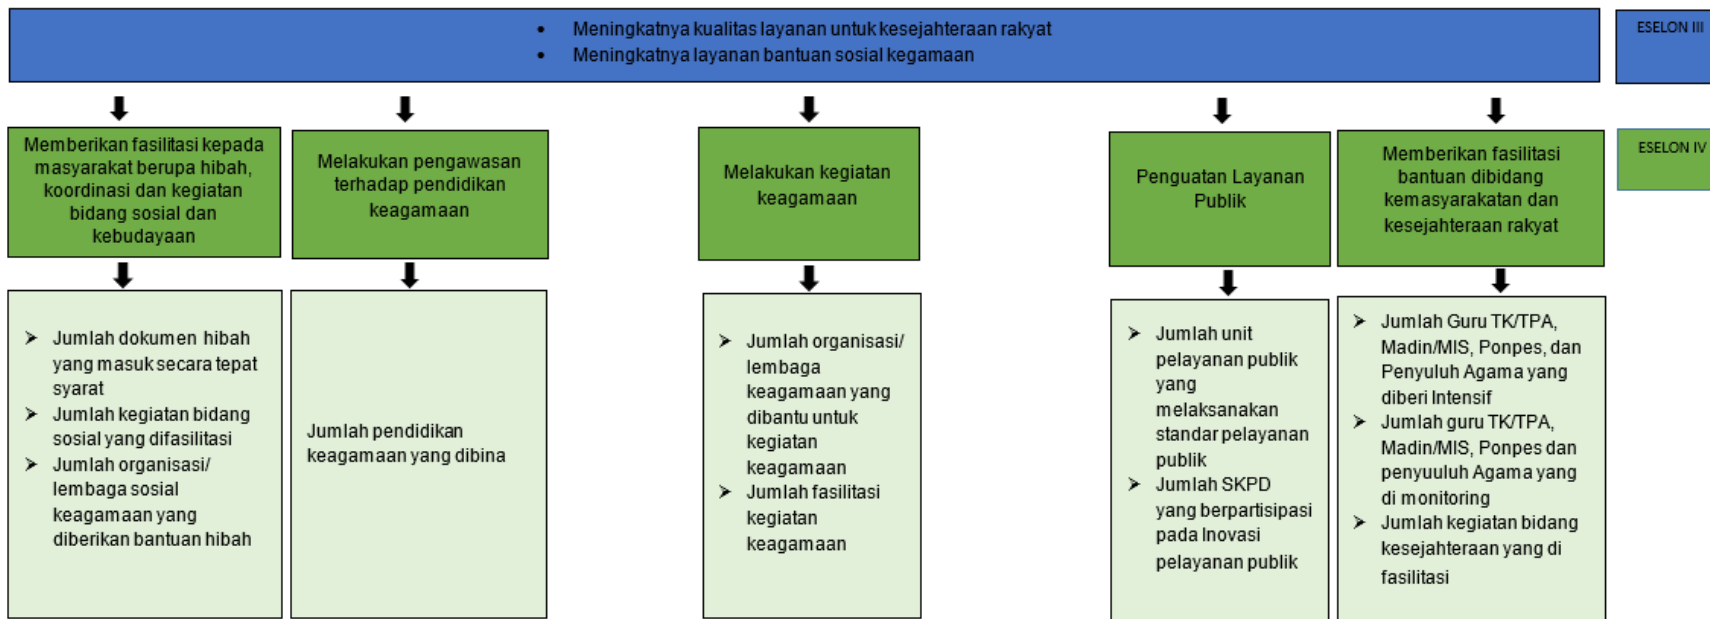 • Meningkatnya kualitas layanan untuk kesejahteraan rakyat
• Meningkatnya layanan bantuan sosial kegamaan
ESELON III
Memberikan fasilitasi kepada
masyarakat berupa hibah,
koordinasi dan kegiatan
bidang sosial dan
kebudayaan
Melakukan pengawasan
terhadap pendidikan
keagamaan
Melakukan kegiatan
keagamaan
Penguatan Layanan
Publik
Memberikan fasilitasi
bantuan dibidang
kemasyarakatan dan
kesejahteraan rakyat
ESELON IV
➢ Jumlah dokumen hibah
yang masuk secara tepat
syarat
➢ Jumlah kegiatan bidang
sosial yang difasilitasi
➢ Jumlah organisasi/
lembaga sosial
keagamaan yang
diberikan bantuan hibah
Jumlah pendidikan
keagamaan yang dibina
➢ Jumlah organisasi/
lembaga
keagamaan yang
dibantu untuk
kegiatan
keagamaan
➢ Jumlah fasilitasi
kegiatan
keagamaan
➢ Jumlah unit
pelayanan publik
yang
melaksanakan
standar pelayanan
publik
➢ Jumlah SKPD
yang berpartisipasi
pada Inovasi
pelayanan publik
➢ Jumlah Guru TK/TPA,
Madin/MIS, Ponpes, dan
Penyuluh Agama yang
diberi Intensif
➢ Jumlah guru TK/TPA,
Madin/MIS, Ponpes dan
penyuuluh Agama yang
di monitoring
➢ Jumlah kegiatan bidang
kesejahteraan yang di
fasilitasi